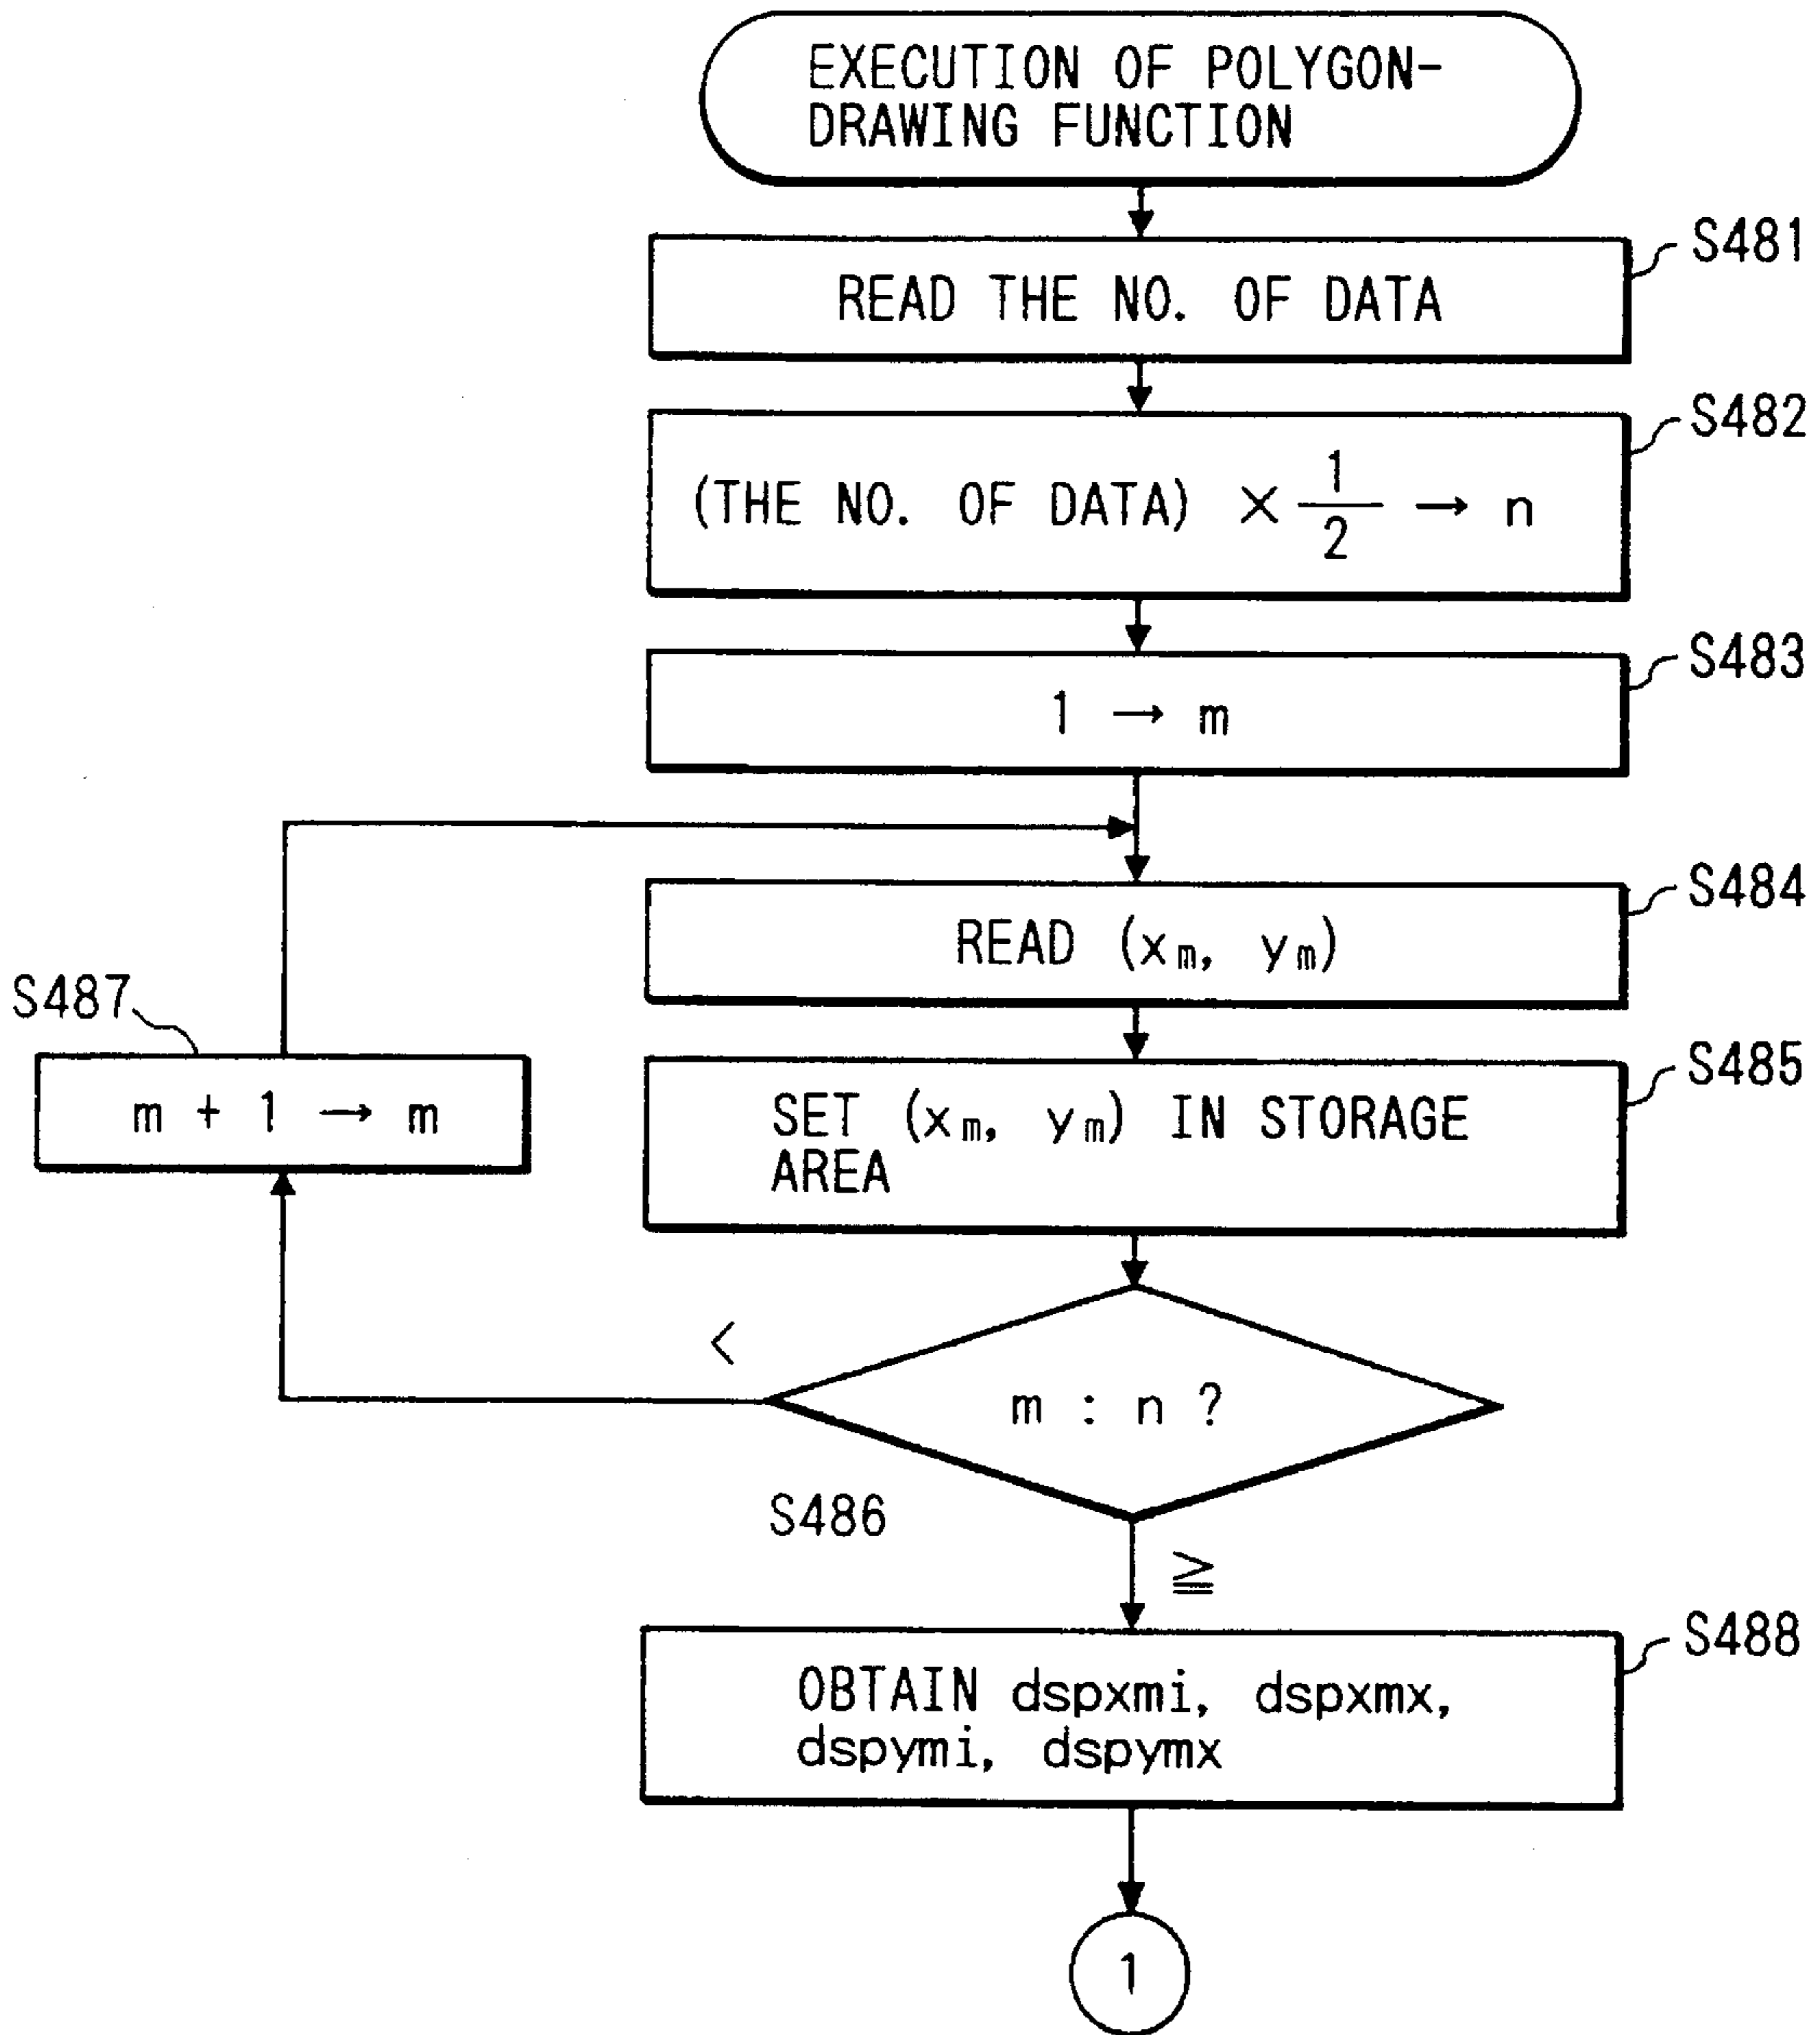 EXECUTION OF POLYGON-
DRAWING FUNCTION
S481
READ THE NO. OF DATA
S482
(THE NO. OF DATA) × 1/2 → n
S483
1 → m
S484
READ (xm, ym)
S487
m + 1 → m
S485
SET (xm, ym) IN STORAGE
AREA
<
m : n ?
S486
≧
S488
OBTAIN dspxmi, dspxmx,
dspymi, dspymx
1